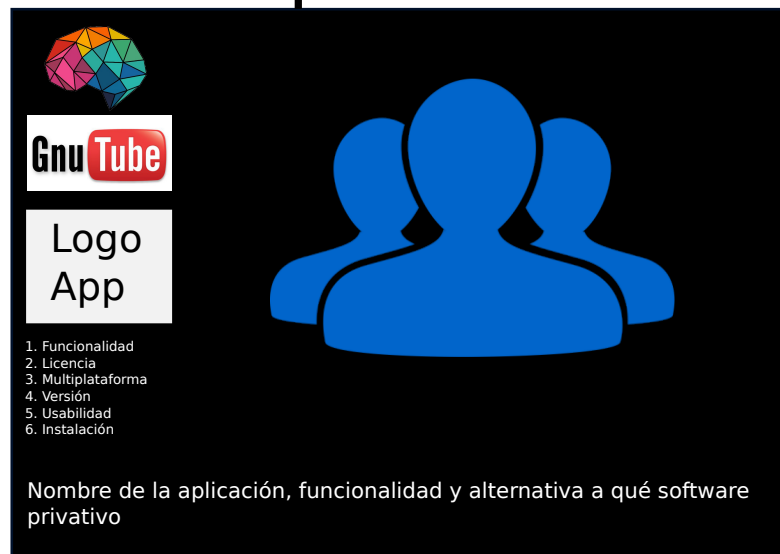 Gnu Tube
Logo
App
1. Funcionalidad
2. Licencia
3. Multiplataforma
4. Versión
5. Usabilidad
6. Instalación
Nombre de la aplicación, funcionalidad y alternativa a qué software
privativo